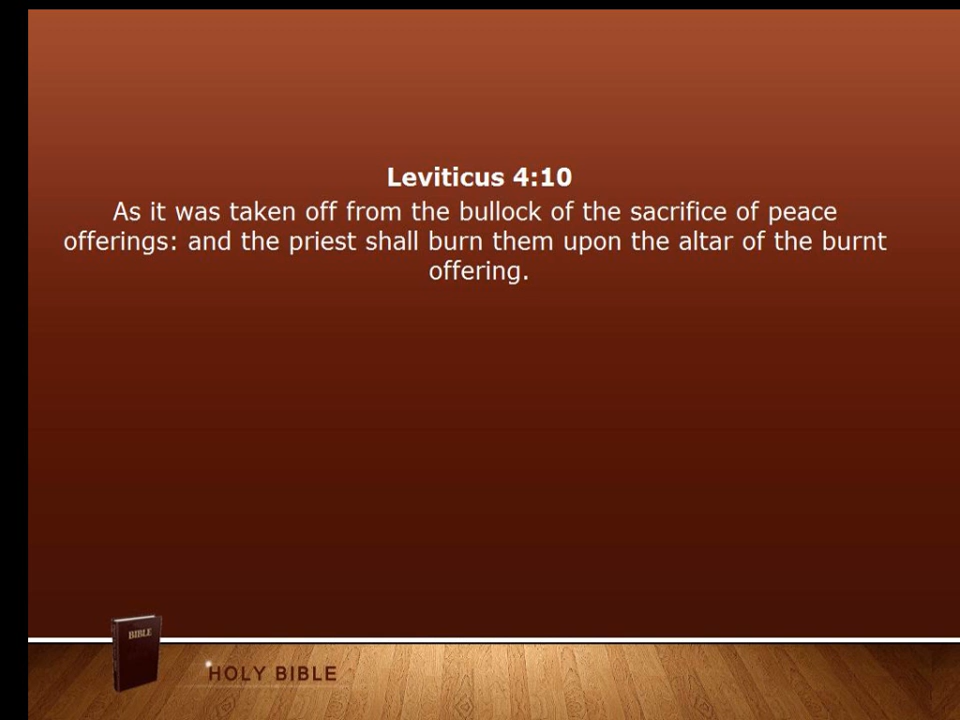 Leviticus 4:10
As it was taken off from the bullock of the sacrifice of peace
offerings: and the priest shall burn them upon the altar of the burnt
offering.
BIBLE
HOLY BIBLE